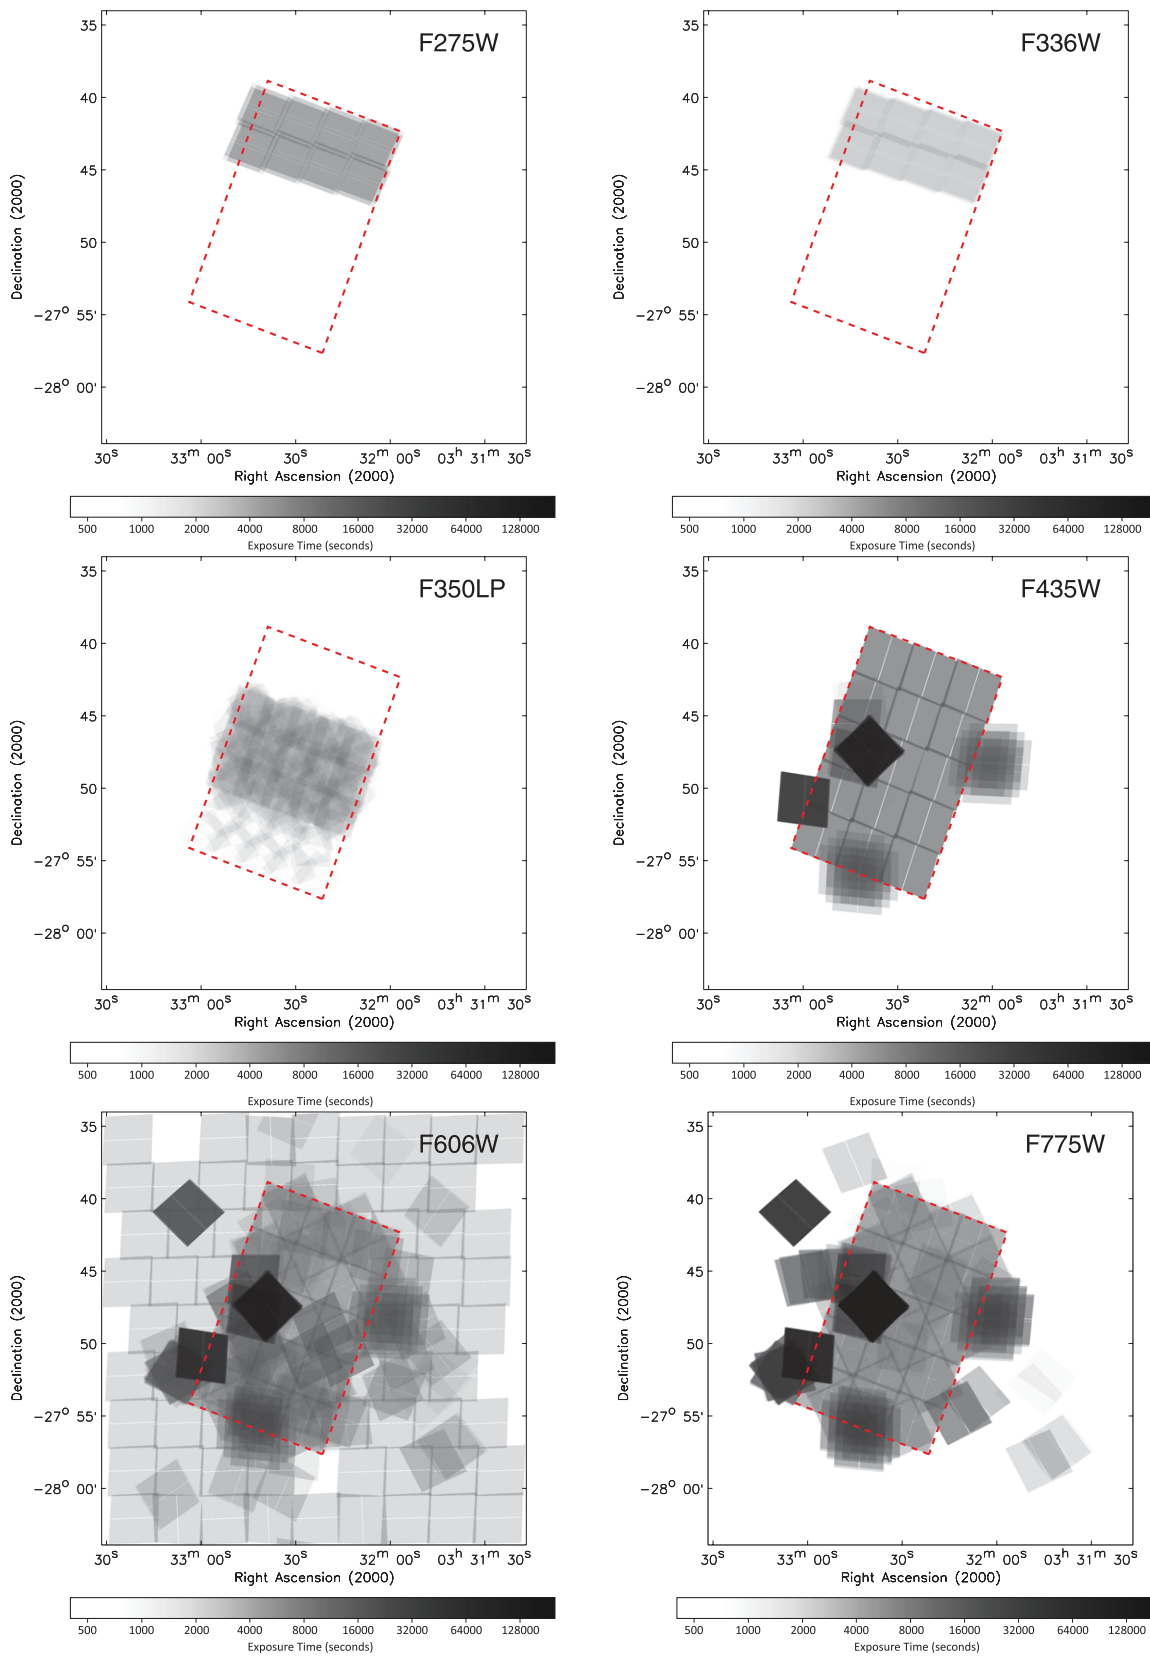 F275W
35
40
45
50
−27° 55'
−28° 00'
Declination (2000)
30s 33m 00s 30s 32m 00s 03h 31m 30s
Right Ascension (2000)
500 1000 2000 4000 8000 16000 32000 64000 128000
Exposure Time (seconds)
F336W
35
40
45
50
−27° 55'
−28° 00'
Declination (2000)
30s 33m 00s 30s 32m 00s 03h 31m 30s
Right Ascension (2000)
500 1000 2000 4000 8000 16000 32000 64000 128000
Exposure Time (seconds)
F350LP
35
40
45
50
−27° 55'
−28° 00'
Declination (2000)
30s 33m 00s 30s 32m 00s 03h 31m 30s
Right Ascension (2000)
500 1000 2000 4000 8000 16000 32000 64000 128000
Exposure Time (seconds)
F435W
35
40
45
50
−27° 55'
−28° 00'
Declination (2000)
30s 33m 00s 30s 32m 00s 03h 31m 30s
Right Ascension (2000)
500 1000 2000 4000 8000 16000 32000 64000 128000
Exposure Time (seconds)
F606W
35
40
45
50
−27° 55'
−28° 00'
Declination (2000)
30s 33m 00s 30s 32m 00s 03h 31m 30s
Right Ascension (2000)
500 1000 2000 4000 8000 16000 32000 64000 128000
Exposure Time (seconds)
F775W
35
40
45
50
−27° 55'
−28° 00'
Declination (2000)
30s 33m 00s 30s 32m 00s 03h 31m 30s
Right Ascension (2000)
500 1000 2000 4000 8000 16000 32000 64000 128000
Exposure Time (seconds)